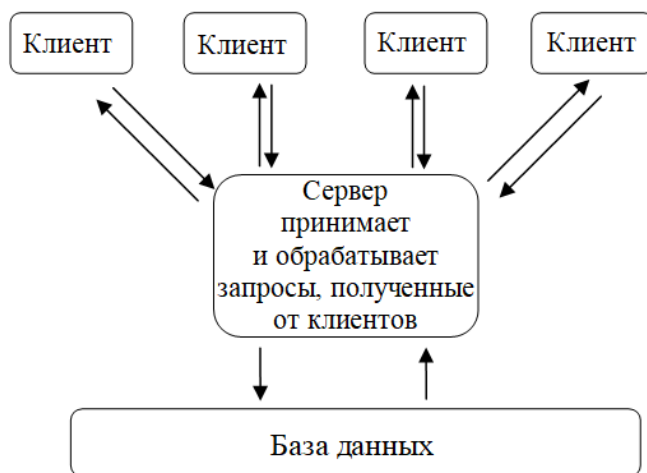 Клиент
Клиент
Клиент
Клиент
Сервер
принимает
и обрабатывает
запросы, полученные
от клиентов
База данных